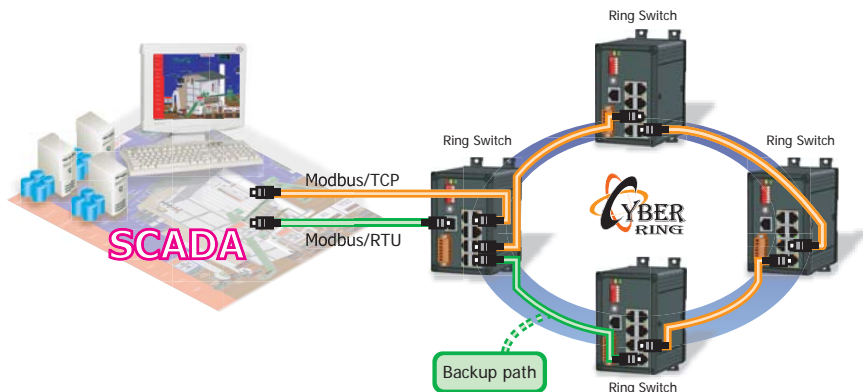 Ring Switch
Ring Switch
Ring Switch
Modbus/TCP
CYBER
RING
SCADA
Modbus/RTU
Backup path
Ring Switch